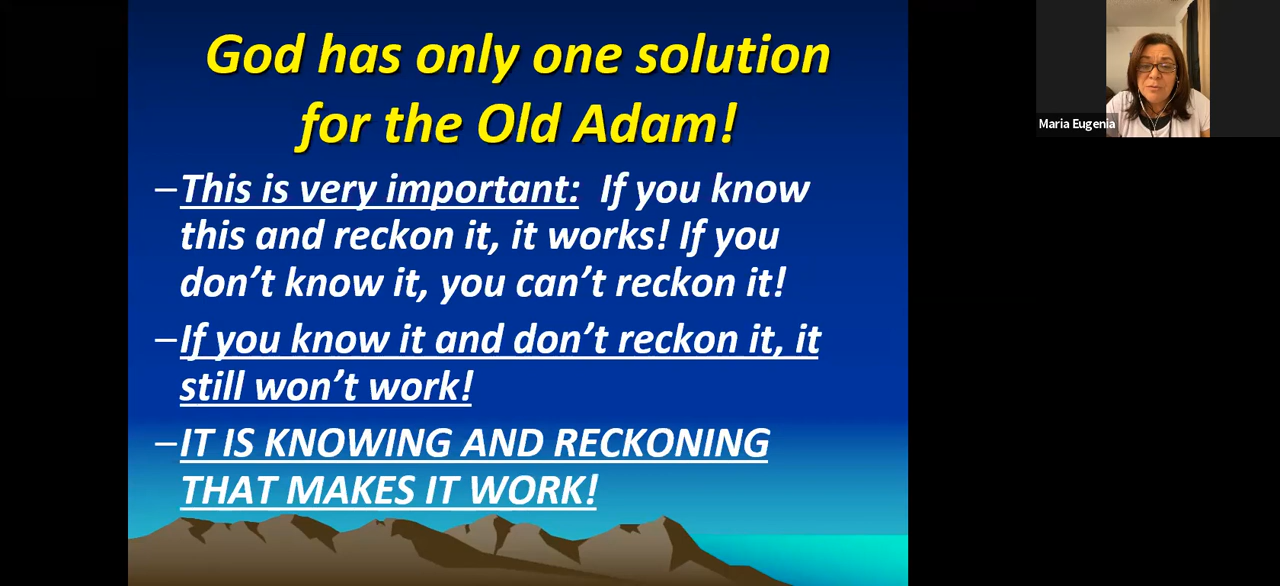 God has only one solution
for the Old Adam!
–This is very important:  If you know
this and reckon it, it works! If you
don’t know it, you can’t reckon it!
–If you know it and don’t reckon it, it
still won’t work!
–IT IS KNOWING AND RECKONING
THAT MAKES IT WORK!
Maria Eugenia